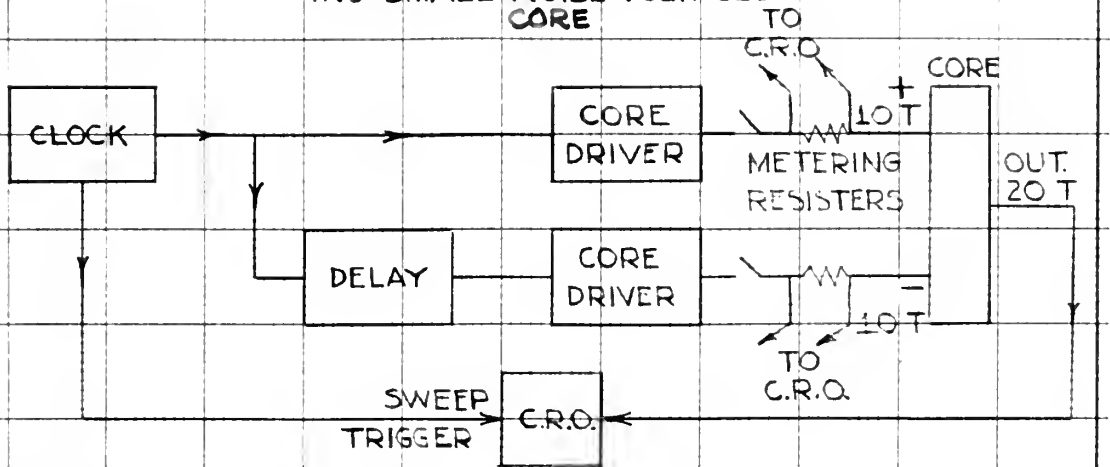 CORE
TO
C.R.O.
CORE
CLOCK
CORE
DRIVER
+
10 T
METERING
RESISTERS
OUT.
20 T
DELAY
CORE
DRIVER
−
10 T
TO
C.R.O.
SWEEP
TRIGGER
C.R.O.